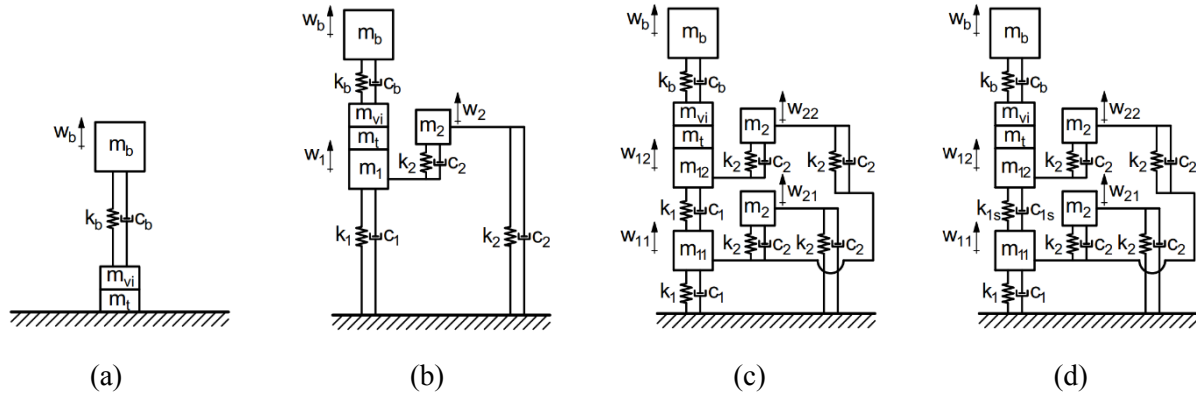 w_b m_b
k_b c_b
m_vi
m_t
(a)
w_b m_b
k_b c_b
m_vi
m_t
w_1 m_1
m_2 w_2
k_2 c_2
k_1 c_1
k_2 c_2
(b)
w_b m_b
k_b c_b
m_vi
m_t
w_12 m_12
m_2 w_22
k_2 c_2
k_2 c_2
k_1 c_1
m_2 w_21
w_11 m_11
k_2 c_2
k_2 c_2
k_1 c_1
(c)
w_b m_b
k_b c_b
m_vi
m_t
w_12 m_12
m_2 w_22
k_2 c_2
k_2 c_2
k_1s c_1s
m_2 w_21
w_11 m_11
k_2 c_2
k_2 c_2
k_1 c_1
(d)